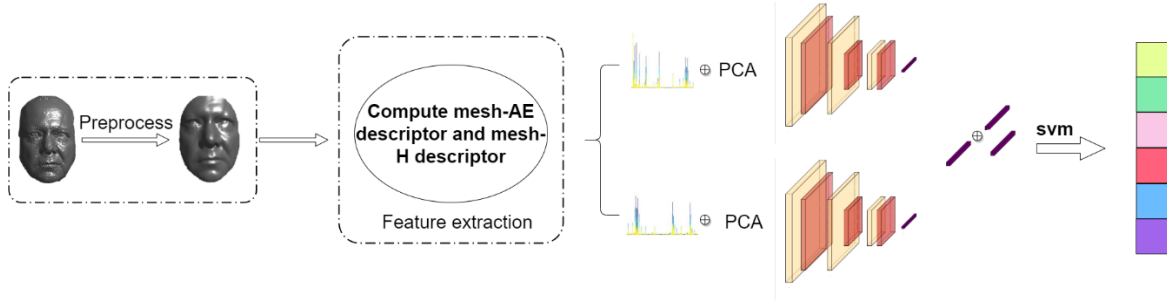 Preprocess
Compute mesh-AE
descriptor and mesh-
H descriptor
Feature extraction
PCA
PCA
svm